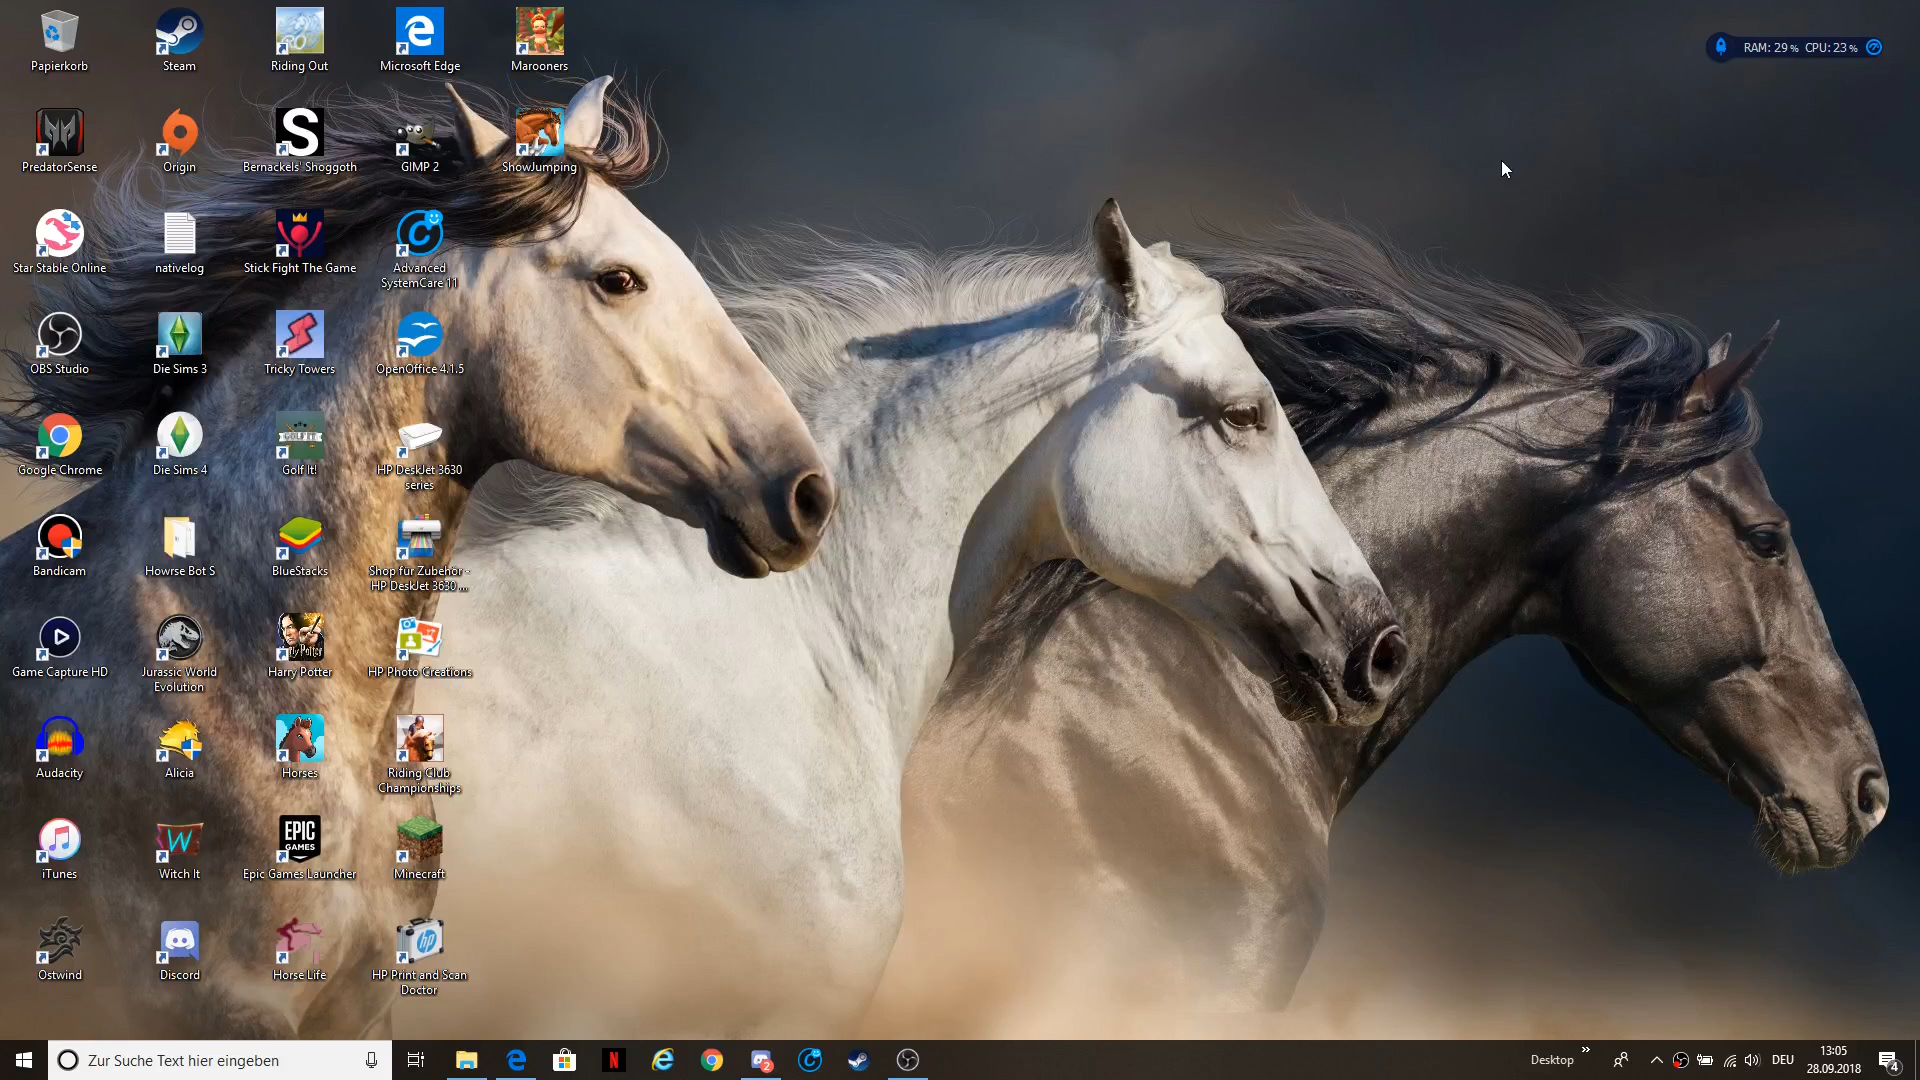 Papierkorb
Steam
Riding Out
Microsoft Edge
Marooners
RAM: 29 % CPU: 23 %
PredatorSense
Origin
S
Bernackels' Shoggoth
GIMP 2
ShowJumping
Star Stable Online
nativelog
Stick Fight The Game
Advanced
SystemCare 11
OBS Studio
Die Sims 3
Tricky Towers
OpenOffice 4.1.5
Google Chrome
Die Sims 4
GOLF IT!
Golf It!
HP DeskJet 3630
series
Bandicam
Howrse Bot S
BlueStacks
Shop für Zubehör -
HP DeskJet 3630 ...
Game Capture HD
Jurassic World
Evolution
Harry Potter
HP Photo Creations
Audacity
Alicia
Horses
Riding Club
Championships
iTunes
W
Witch It
EPIC
GAMES
Epic Games Launcher
Minecraft
Ostwind
Discord
Horse Life
hp
HP Print and Scan
Doctor
Zur Suche Text hier eingeben
N
2
Desktop
»
DEU
13:05
28.09.2018
4